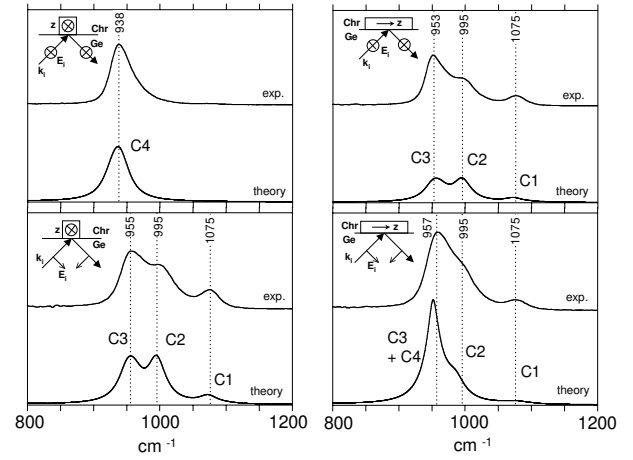 938
z
Chr
Ge
E i
k i
exp.
C4
theory
953
995
1075
z
Chr
Ge
E i
k i
exp.
C3
C2
C1
theory
955
995
1075
z
Chr
Ge
k i
E i
exp.
C3
C2
C1
theory
957
995
1075
z
Chr
Ge
k i
E i
exp.
C3
+ C4
C2
C1
theory
800 1000 1200
800 1000 1200
cm -1
cm -1